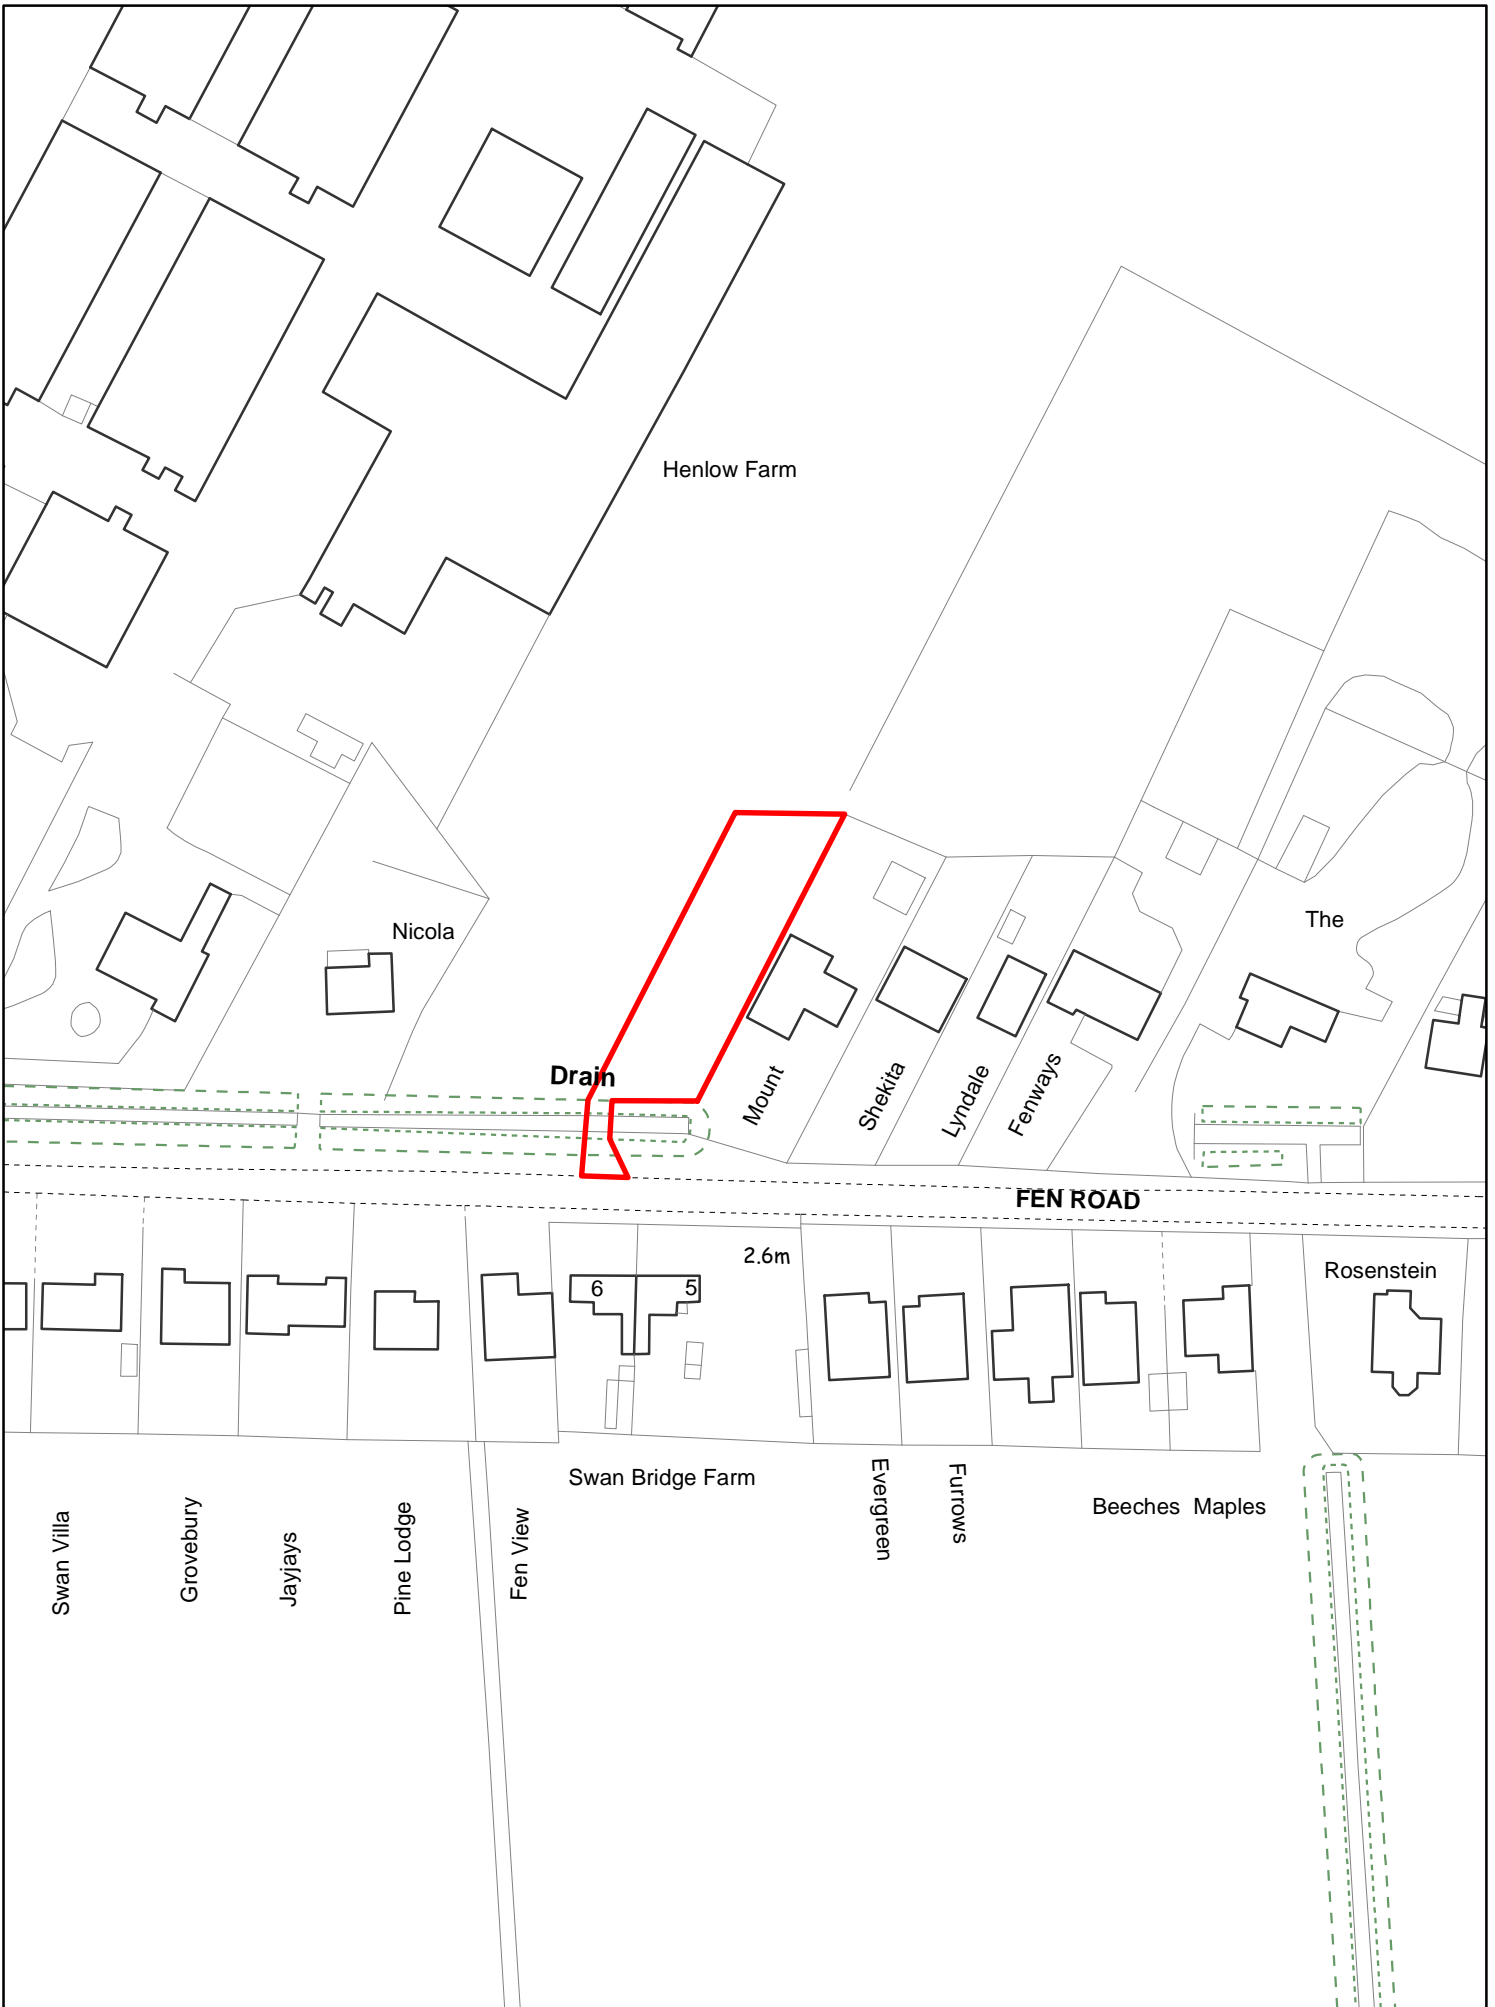 Henlow Farm
The
Nicola
Drain
Mount
Shekita
Lyndale
Fenways
FEN ROAD
2.6m
Rosenstein
6
5
Swan Bridge Farm
Evergreen
Furrows
Beeches Maples
Swan Villa
Grovebury
Jayjays
Pine Lodge
Fen View